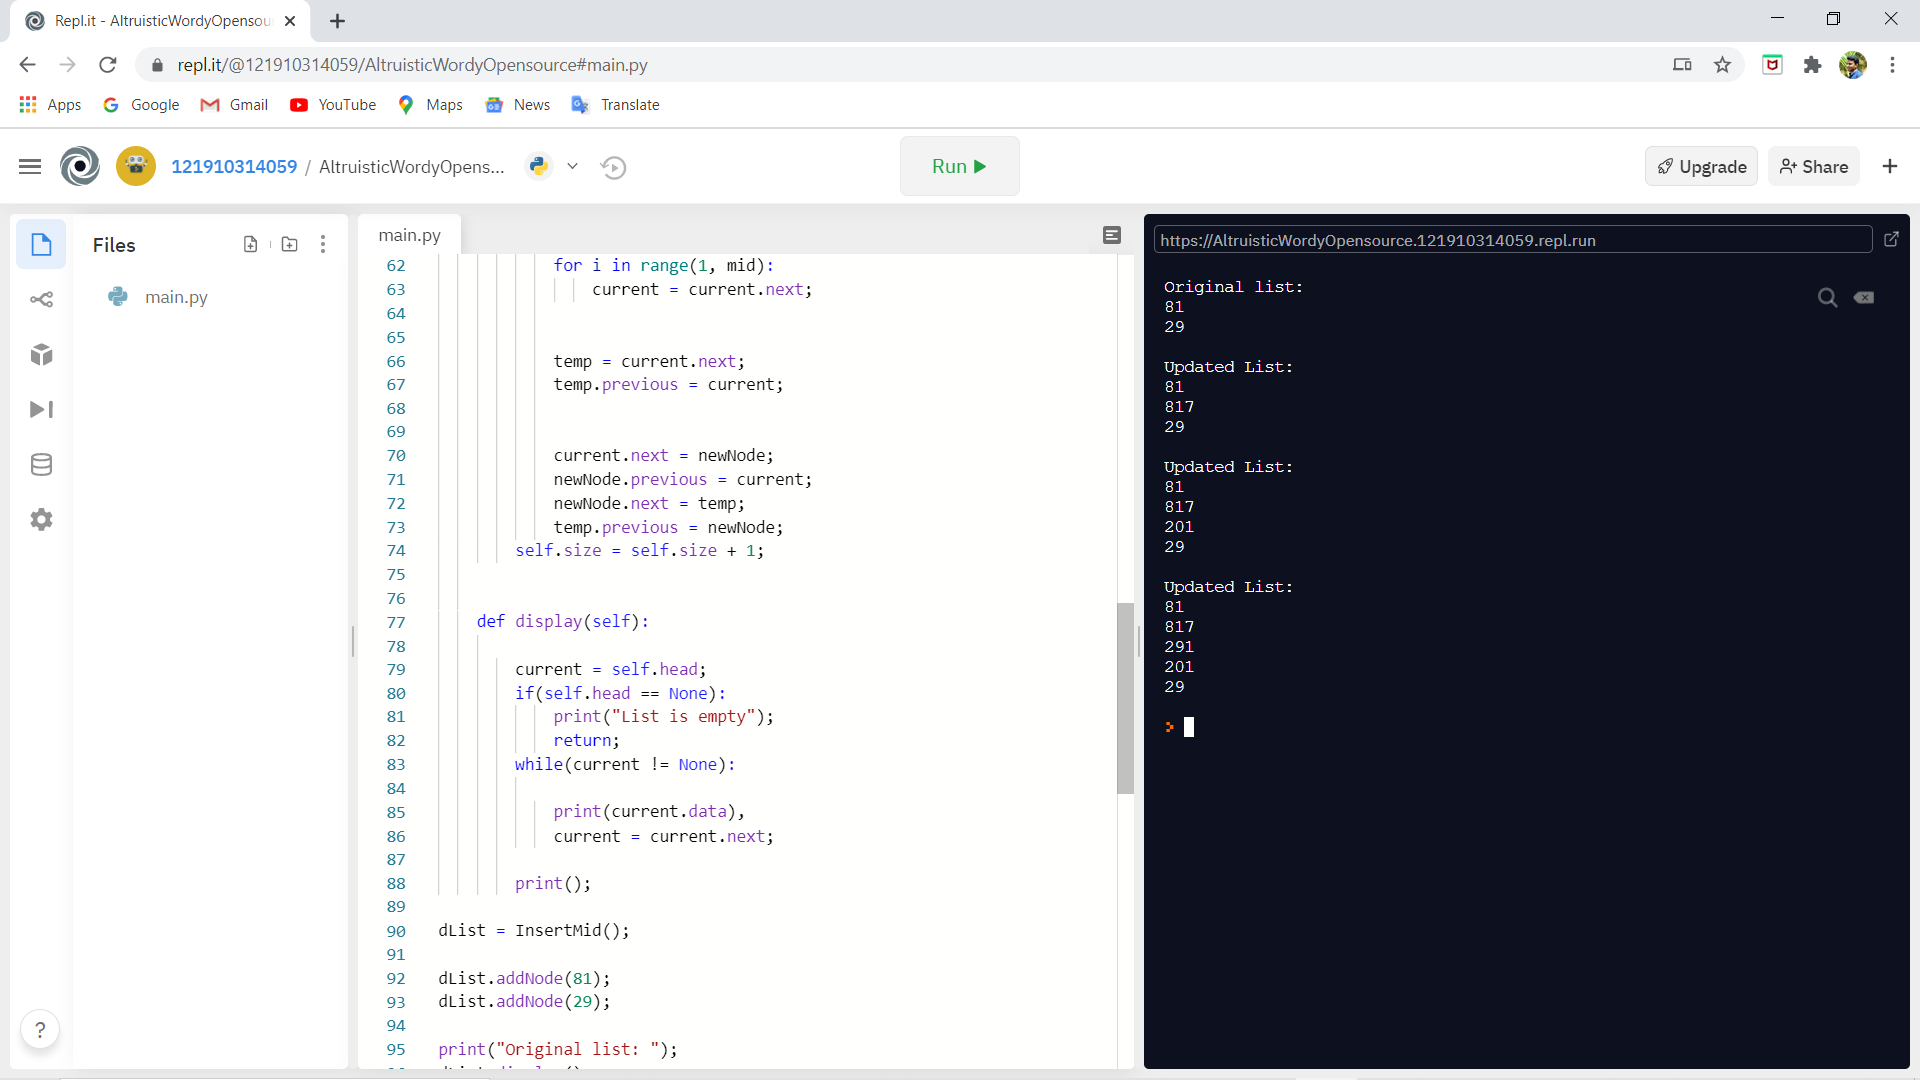 Repl.it - AltruisticWordyOpensou
repl.it/@121910314059/AltruisticWordyOpensource#main.py
Apps Google Gmail YouTube Maps News Translate
121910314059 / AltruisticWordyOpens... Run Upgrade Share
Files
main.py
main.py
62 for i in range(1, mid):
63 current = current.next;
64
65
66 temp = current.next;
67 temp.previous = current;
68
69
70 current.next = newNode;
71 newNode.previous = current;
72 newNode.next = temp;
73 temp.previous = newNode;
74 self.size = self.size + 1;
75
76
77 def display(self):
78
79 current = self.head;
80 if(self.head == None):
81 print("List is empty");
82 return;
83 while(current != None):
84
85 print(current.data),
86 current = current.next;
87
88 print();
89
90 dList = InsertMid();
91
92 dList.addNode(81);
93 dList.addNode(29);
94
95 print("Original list: ");
?
https://AltruisticWordyOpensource.121910314059.repl.run
Original list:
81
29
Updated List:
81
817
29
Updated List:
81
817
201
29
Updated List:
81
817
291
201
29
>